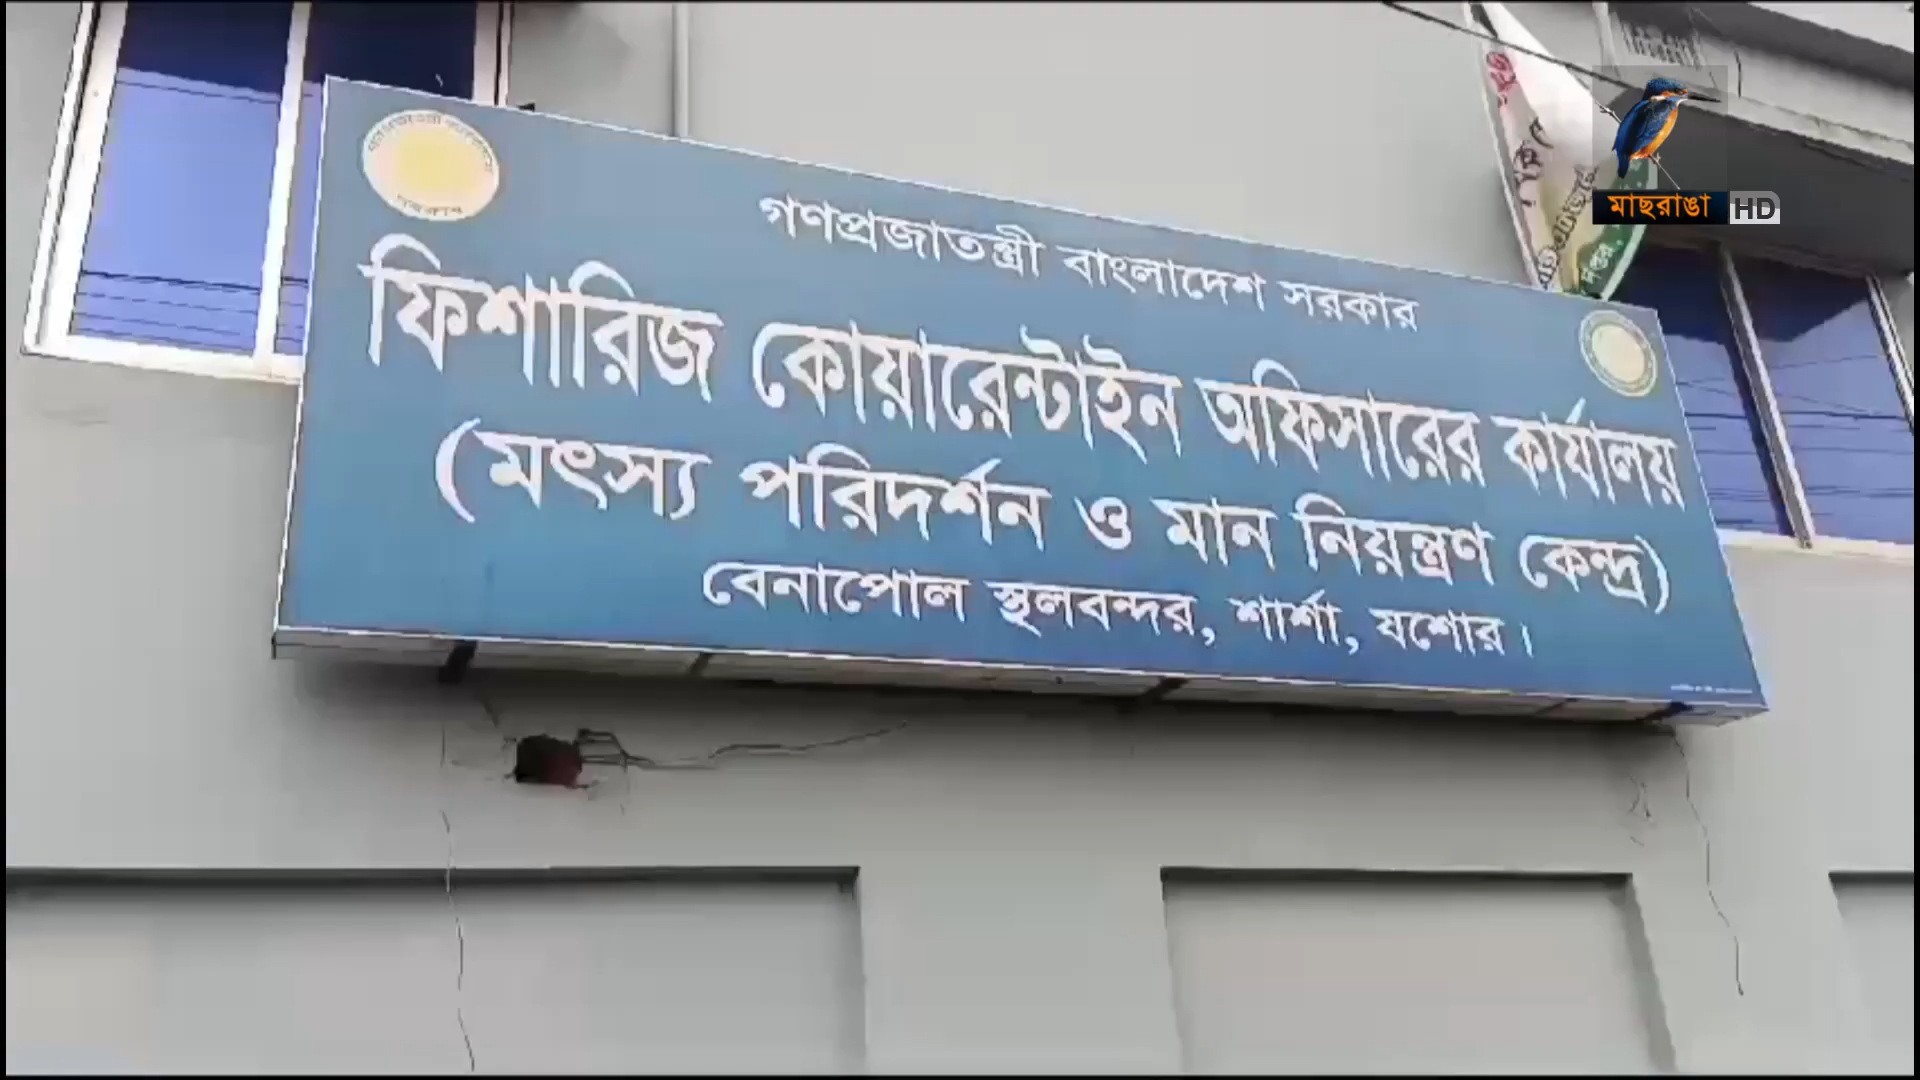 গণপ্রজাতন্ত্রী বাংলাদেশ সরকার
ফিশারিজ কোয়ারেন্টাইন অফিসারের কার্যালয়
(মৎস্য পরিদর্শন ও মান নিয়ন্ত্রণ কেন্দ্র)
বেনাপোল স্থলবন্দর, শার্শা, যশোর।
মাছরাঙা HD